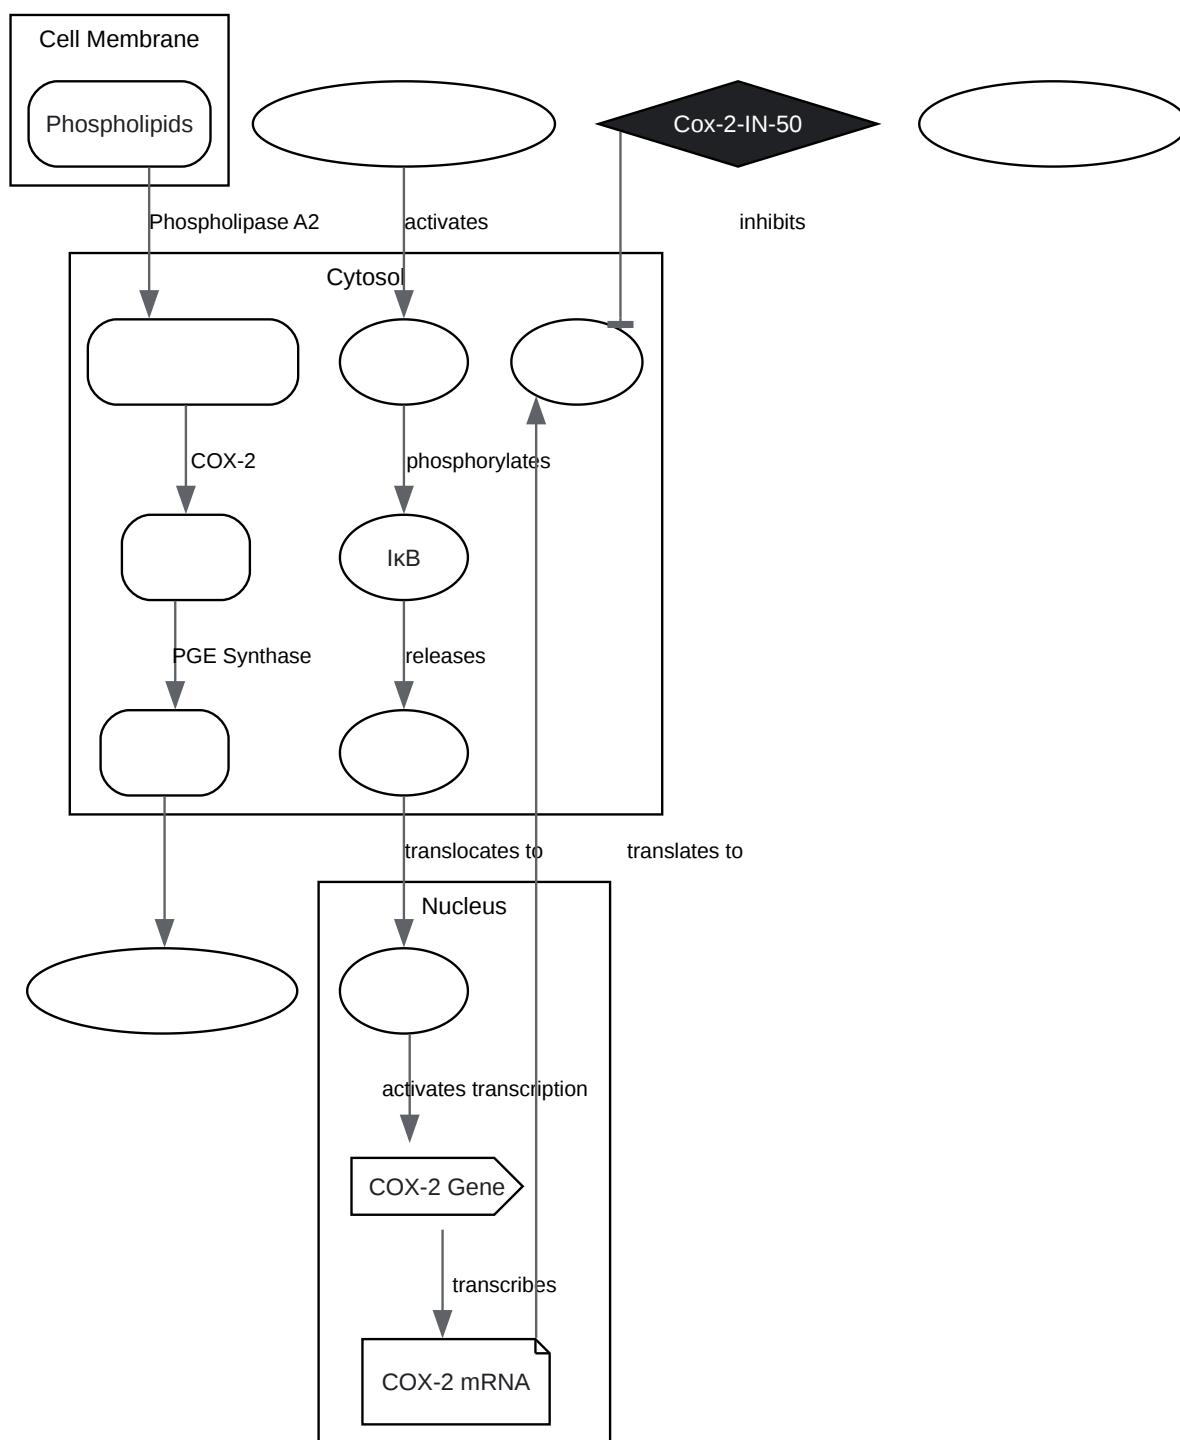 Cell Membrane
Phospholipids
Cox-2-IN-50
Phospholipase A2
activates
inhibits
Cytosol
COX-2
phosphorylates
IκB
PGE Synthase
releases
translocates to
translates to
Nucleus
activates transcription
COX-2 Gene
transcribes
COX-2 mRNA